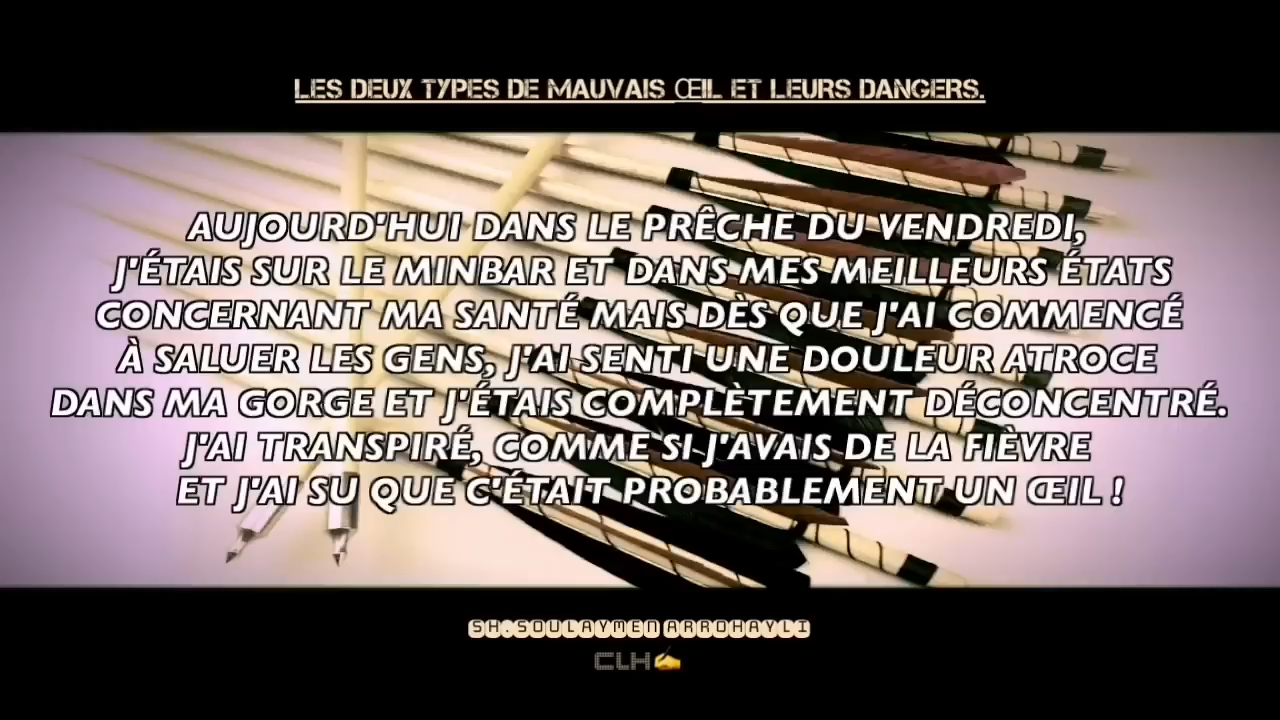 LES DEUX TYPES DE MAUVAIS ŒIL ET LEURS DANGERS.
AUJOURD'HUI DANS LE PRÊCHE DU VENDREDI,
J'ÉTAIS SUR LE MINBAR ET DANS MES MEILLEURS ÉTATS
CONCERNANT MA SANTÉ MAIS DÈS QUE J'AI COMMENCÉ
À SALUER LES GENS, J'AI SENTI UNE DOULEUR ATROCE
DANS MA GORGE ET J'ÉTAIS COMPLÈTEMENT DÉCONCENTRÉ.
J'AI TRANSPIRÉ, COMME SI J'AVAIS DE LA FIÈVRE
ET J'AI SU QUE C'ÉTAIT PROBABLEMENT UN ŒIL !
SH.SOULAYMEN ARROHAYLI
CLH✍️